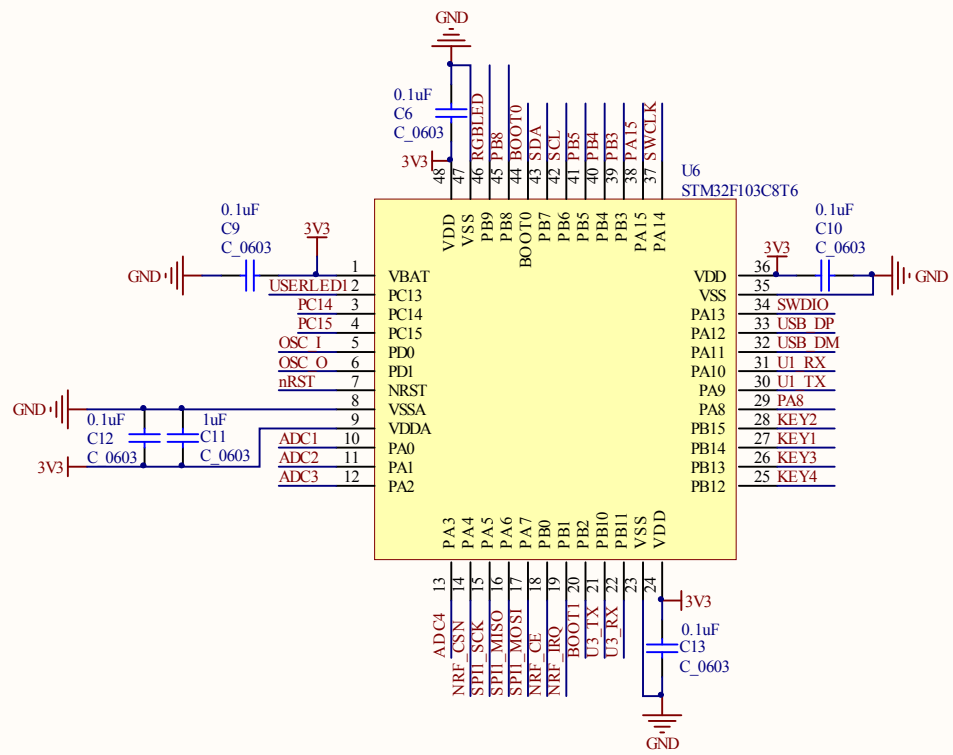 GND
0.1uF
C6
C_0603
3V3
RGBLED
PB8
BOOT0
SDA
SCL
PB5
PB4
PB3
PA15
SWCLK
48
47
46
45
44
43
42
41
40
39
38
37
U6
STM32F103C8T6
VDD
VSS
PB9
PB8
BOOT0
PB7
PB6
PB5
PB4
PB3
PA15
PA14
0.1uF
C9
C_0603
3V3
GND
0.1uF
C10
C_0603
3V3
GND
1 VBAT
USERLED1 2 PC13
PC14 3 PC14
PC15 4 PC15
OSC_I 5 PD0
OSC_O 6 PD1
nRST 7 NRST
GND 8 VSSA
9 VDDA
ADC1 10 PA0
ADC2 11 PA1
ADC3 12 PA2
0.1uF
C12
C_0603
1uF
C11
C_0603
3V3
VDD 36
VSS 35
PA13 34 SWDIO
PA12 33 USB_DP
PA11 32 USB_DM
PA10 31 U1_RX
PA9 30 U1_TX
PA8 29 PA8
PB15 28 KEY2
PB14 27 KEY1
PB13 26 KEY3
PB12 25 KEY4
PA3
PA4
PA5
PA6
PA7
PB0
PB1
PB2
PB10
PB11
VSS
VDD
13
14
15
16
17
18
19
20
21
22
23
24
ADC4
NRF_CSN
SPI1_SCK
SPI1_MISO
SPI1_MOSI
NRF_CE
NRF_IRQ
BOOT1
U3_TX
U3_RX
3V3
0.1uF
C13
C_0603
GND